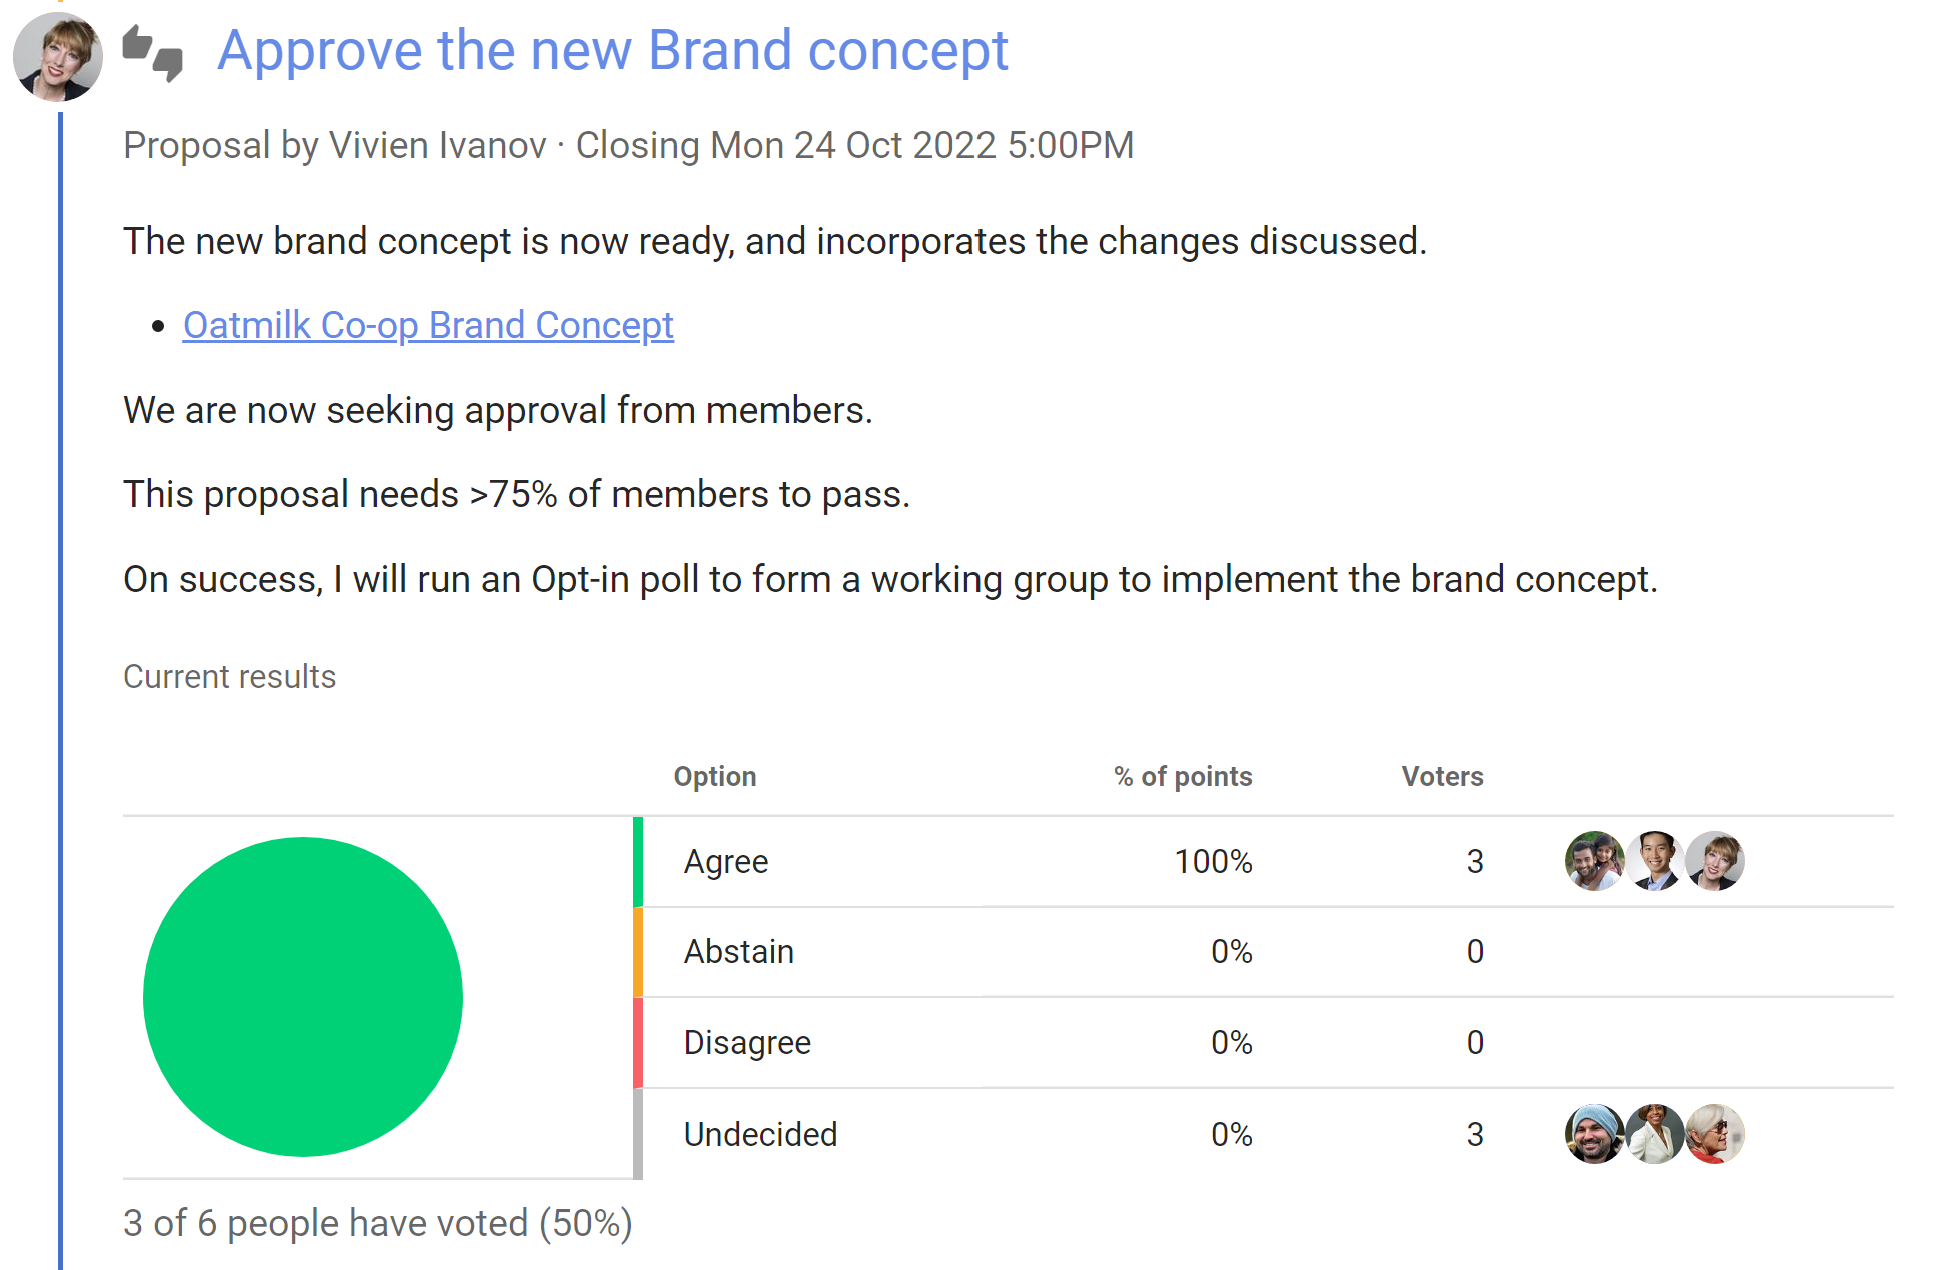 Approve the new Brand concept
Proposal by Vivien Ivanov · Closing Mon 24 Oct 2022 5:00PM
The new brand concept is now ready, and incorporates the changes discussed.
• Oatmilk Co-op Brand Concept
We are now seeking approval from members.
This proposal needs >75% of members to pass.
On success, I will run an Opt-in poll to form a working group to implement the brand concept.
Current results
Option % of points Voters
Agree 100% 3
Abstain 0% 0
Disagree 0% 0
Undecided 0% 3
3 of 6 people have voted (50%)